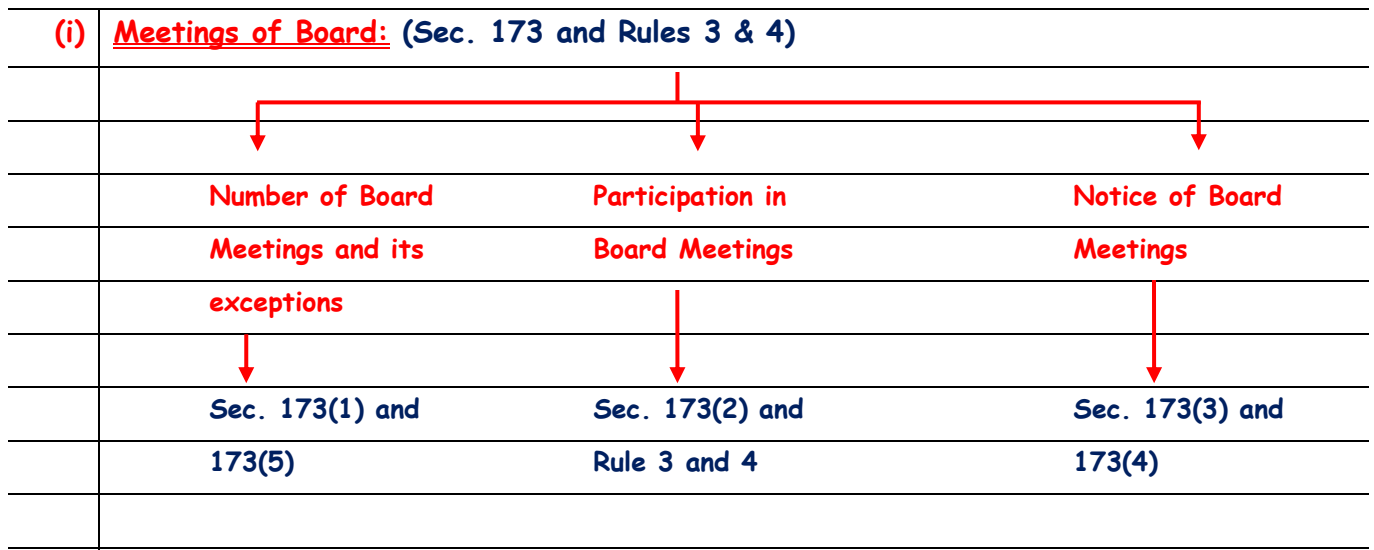 (i) Meetings of Board: (Sec. 173 and Rules 3 & 4)
Number of Board
Meetings and its
exceptions
Participation in
Board Meetings
Notice of Board
Meetings
Sec. 173(1) and
173(5)
Sec. 173(2) and
Rule 3 and 4
Sec. 173(3) and
173(4)